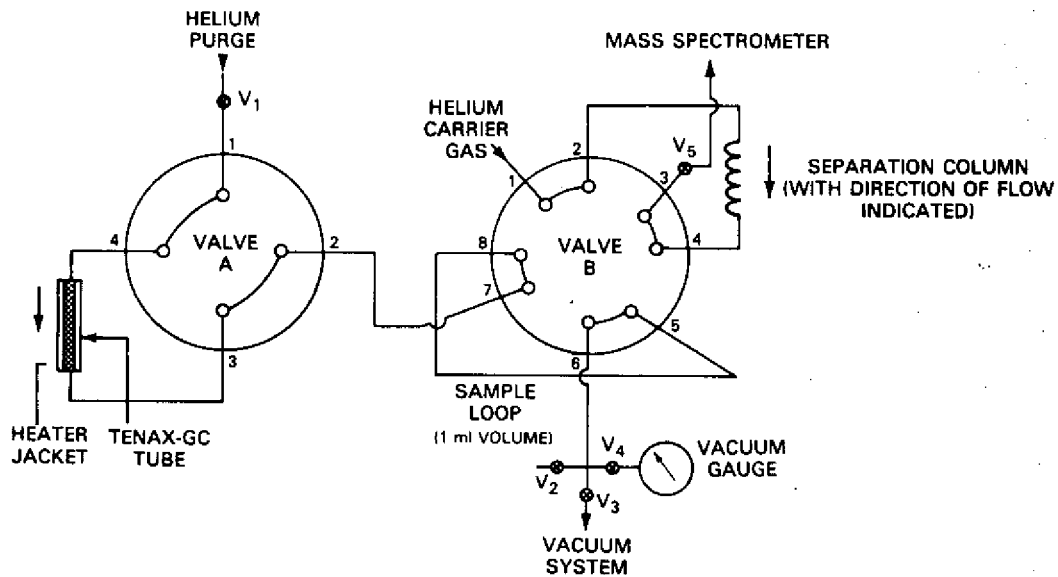 HELIUM
PURGE
V1
1
VALVE
A
4
2
3
HEATER
JACKET
TENAX-GC
TUBE
MASS SPECTROMETER
HELIUM
CARRIER
GAS
V5
SEPARATION COLUMN
(WITH DIRECTION OF FLOW
INDICATED)
1
2
3
4
VALVE
B
8
7
6
5
SAMPLE
LOOP
(1 ml VOLUME)
V2
V4
V3
VACUUM
GAUGE
VACUUM
SYSTEM